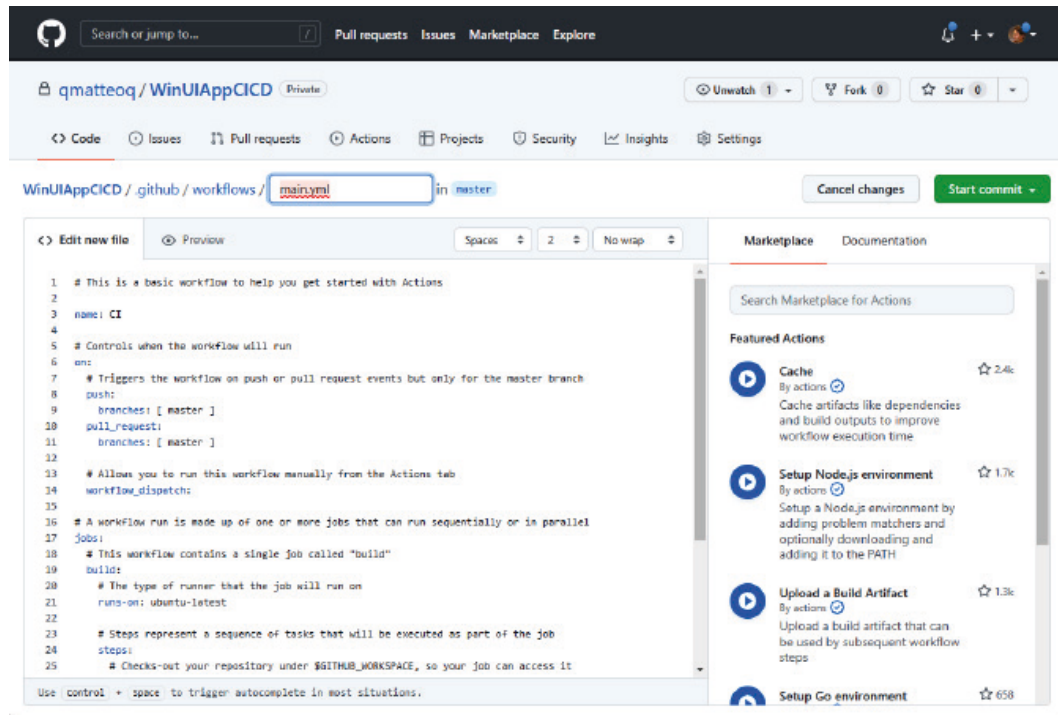 Search or jump to... / Pull requests Issues Marketplace Explore
qmatteoq / WinUIAppCICD Private Unwatch 1 Fork 0 Star 0
<> Code Issues Pull requests Actions Projects Security Insights Settings
WinUIAppCICD / .github / workflows / main.yml in master Cancel changes Start commit
<> Edit new file Preview Spaces 2 No wrap
1 # This is a basic workflow to help you get started with Actions
2
3 name: CI
4
5 # Controls when the workflow will run
6 on:
7 # Triggers the workflow on push or pull request events but only for the master branch
8 push:
9 branches: [ master ]
10 pull_request:
11 branches: [ master ]
12
13 # Allows you to run this workflow manually from the Actions tab
14 workflow_dispatch:
15
16 # A workflow run is made up of one or more jobs that can run sequentially or in parallel
17 jobs:
18 # This workflow contains a single job called "build"
19 build:
20 # The type of runner that the job will run on
21 runs-on: ubuntu-latest
22
23 # Steps represent a sequence of tasks that will be executed as part of the job
24 steps:
25 # Checks-out your repository under $GITHUB_WORKSPACE, so your job can access it
Use control + space to trigger autocomplete in most situations.
Marketplace Documentation
Search Marketplace for Actions
Featured Actions
Cache 2.4k
By actions
Cache artifacts like dependencies
and build outputs to improve
workflow execution time
Setup Node.js environment 1.7k
By actions
Setup a Node.js environment by
adding problem matchers and
optionally downloading and
adding it to the PATH
Upload a Build Artifact 1.3k
By actions
Upload a build artifact that can
be used by subsequent workflow
steps
Setup Go environment 658